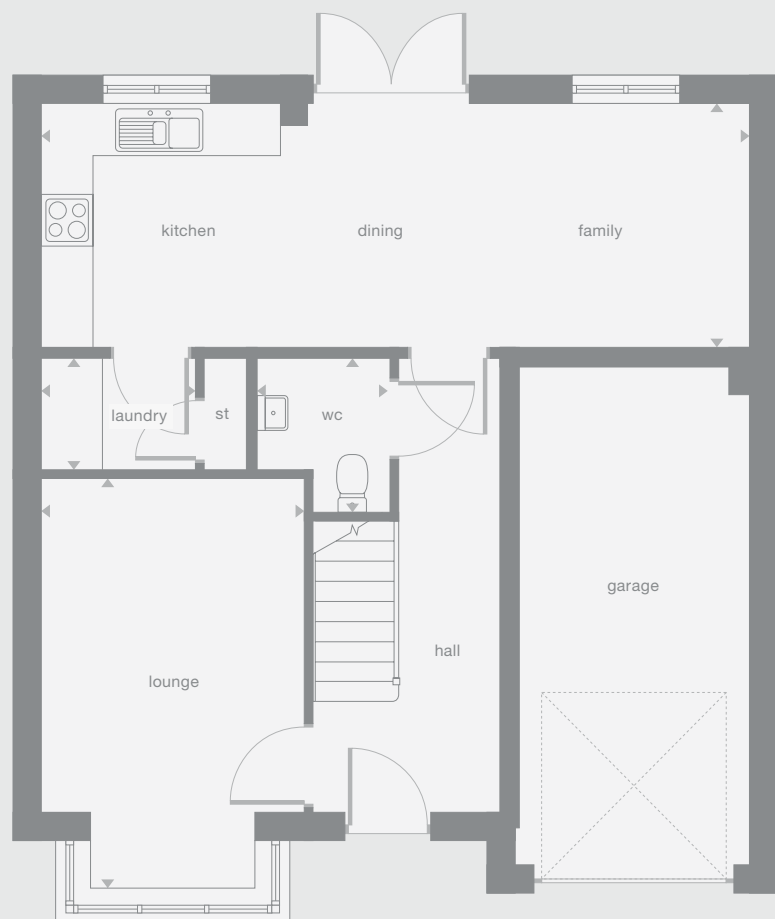 kitchen
dining
family
laundry
st
wc
garage
hall
lounge